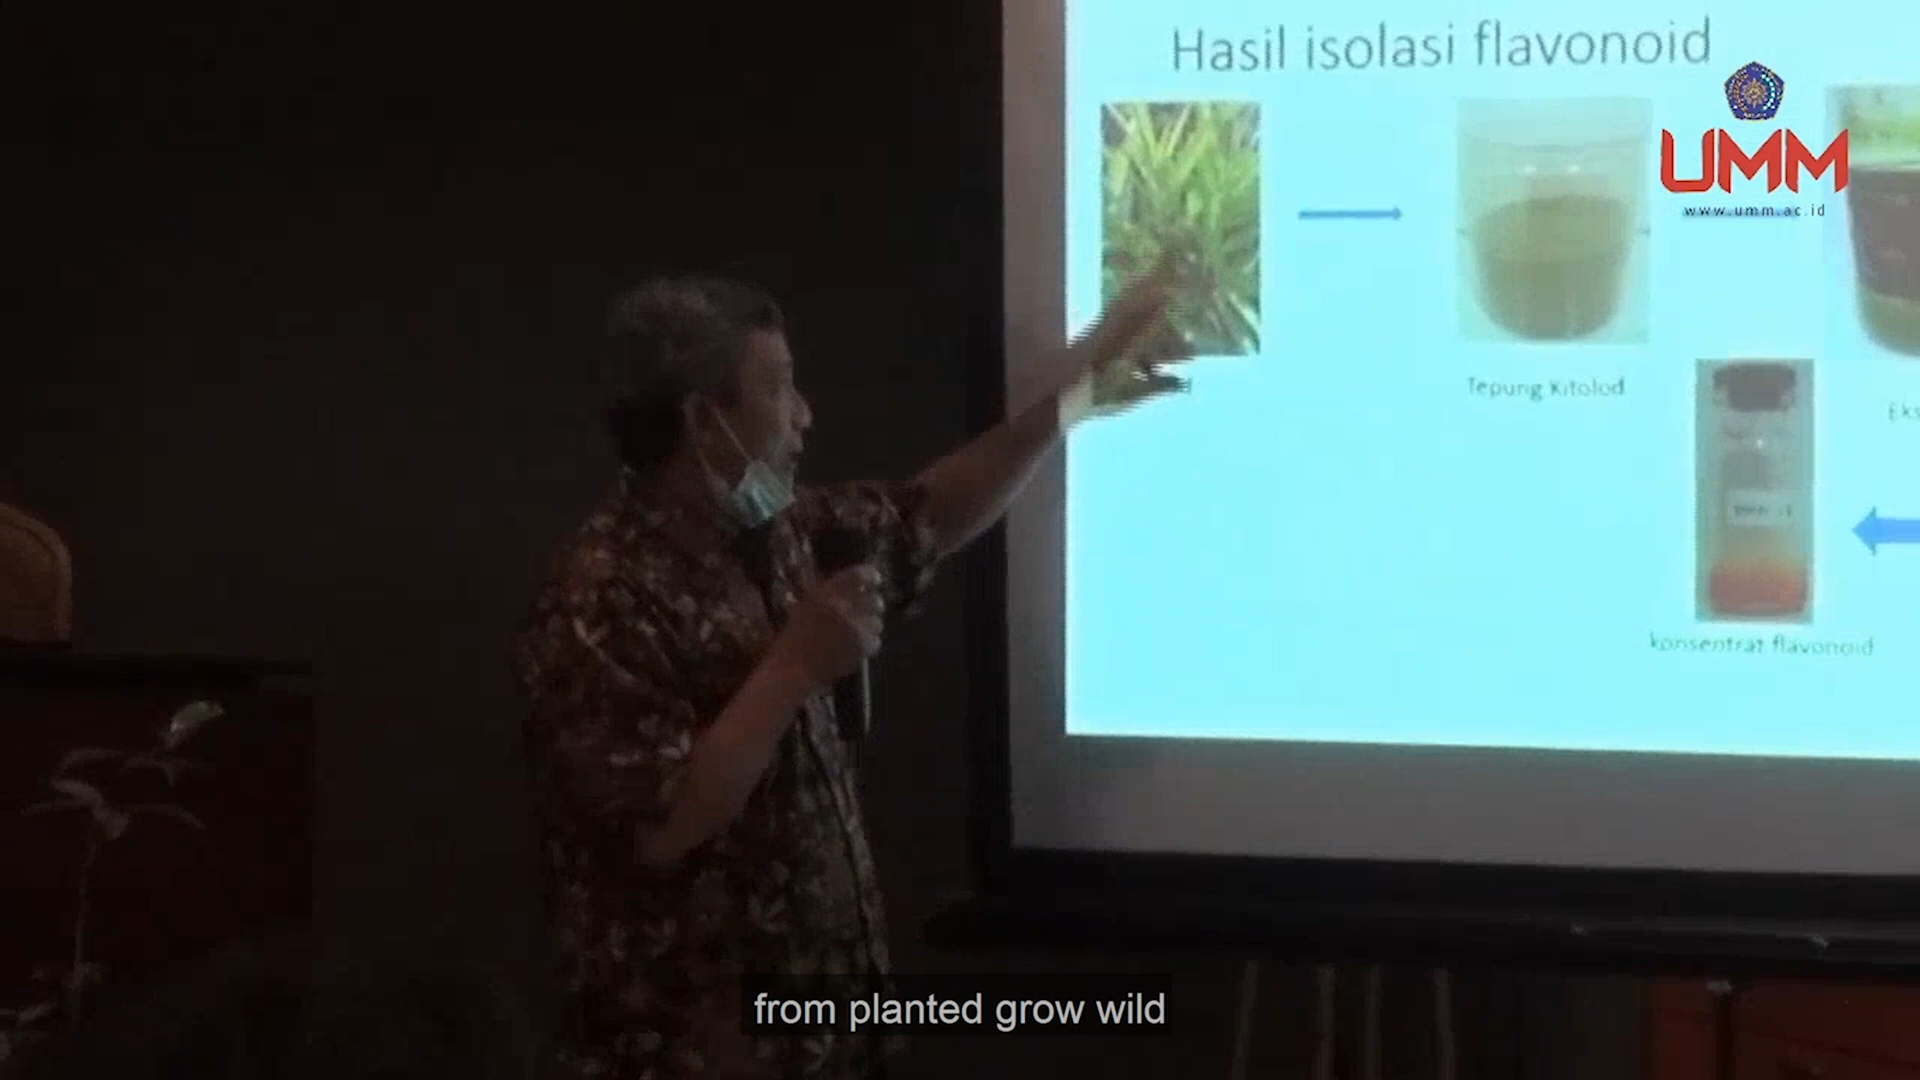 Hasil isolasi flavonoid
UMM
www.umm.ac.id
Tepung Kitolod
konsentrat flavonoid
from planted grow wild